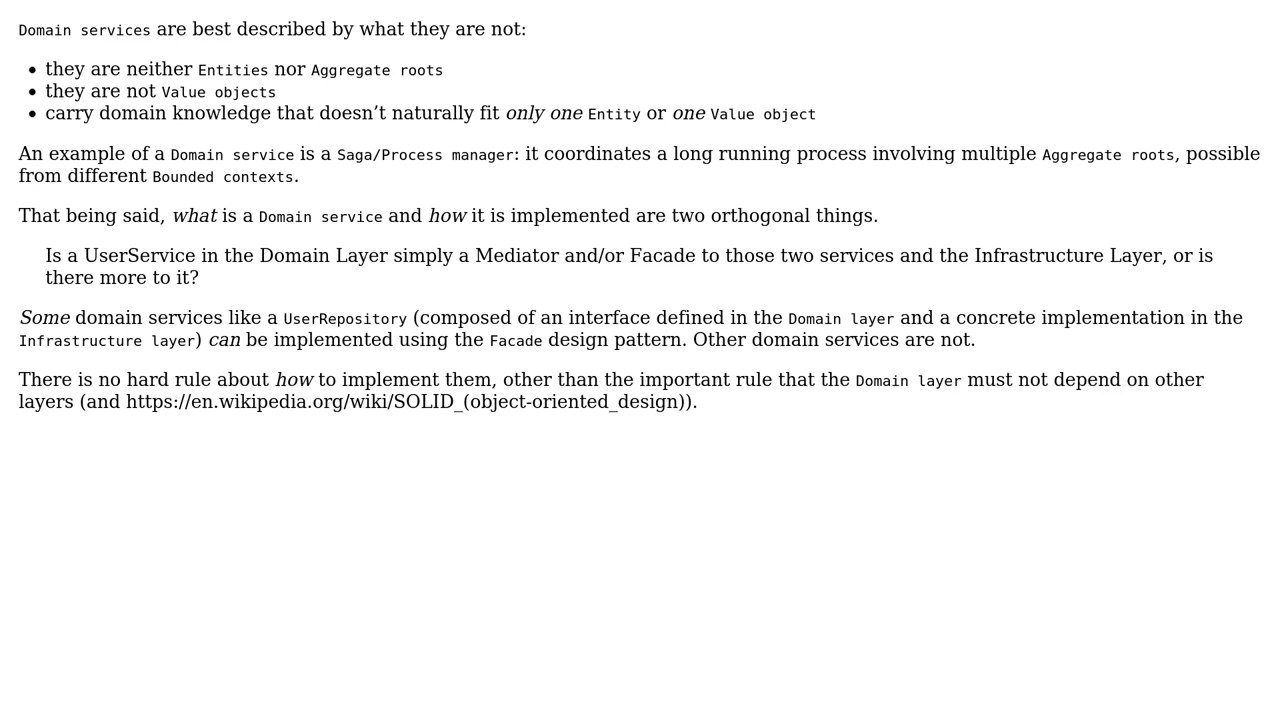 Domain services are best described by what they are not:
• they are neither Entities nor Aggregate roots
• they are not Value objects
• carry domain knowledge that doesn’t naturally fit only one Entity or one Value object
An example of a Domain service is a Saga/Process manager: it coordinates a long running process involving multiple Aggregate roots, possible
from different Bounded contexts.
That being said, what is a Domain service and how it is implemented are two orthogonal things.
Is a UserService in the Domain Layer simply a Mediator and/or Facade to those two services and the Infrastructure Layer, or is
there more to it?
Some domain services like a UserRepository (composed of an interface defined in the Domain layer and a concrete implementation in the
Infrastructure layer) can be implemented using the Facade design pattern. Other domain services are not.
There is no hard rule about how to implement them, other than the important rule that the Domain layer must not depend on other
layers (and https://en.wikipedia.org/wiki/SOLID_(object-oriented_design)).